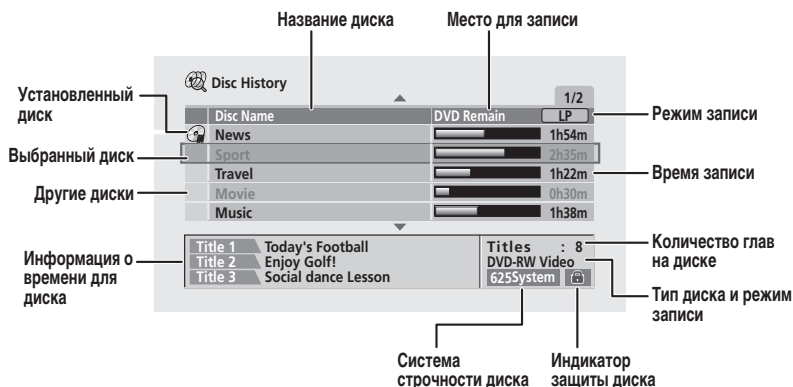 Название диска
Место для записи
Disc History
1/2
Установленный
диск
Disc Name
DVD Remain
LP
Режим записи
News
1h54m
Выбранный диск
Sport
2h35m
Travel
1h22m
Время записи
Другие диски
Movie
0h30m
Music
1h38m
Информация о
времени для
диска
Title 1
Today's Football
Title 2
Enjoy Golf!
Title 3
Social dance Lesson
Titles : 8
DVD-RW Video
625System
Количество глав
на диске
Тип диска и режим
записи
Система
строчности диска
Индикатор
защиты диска